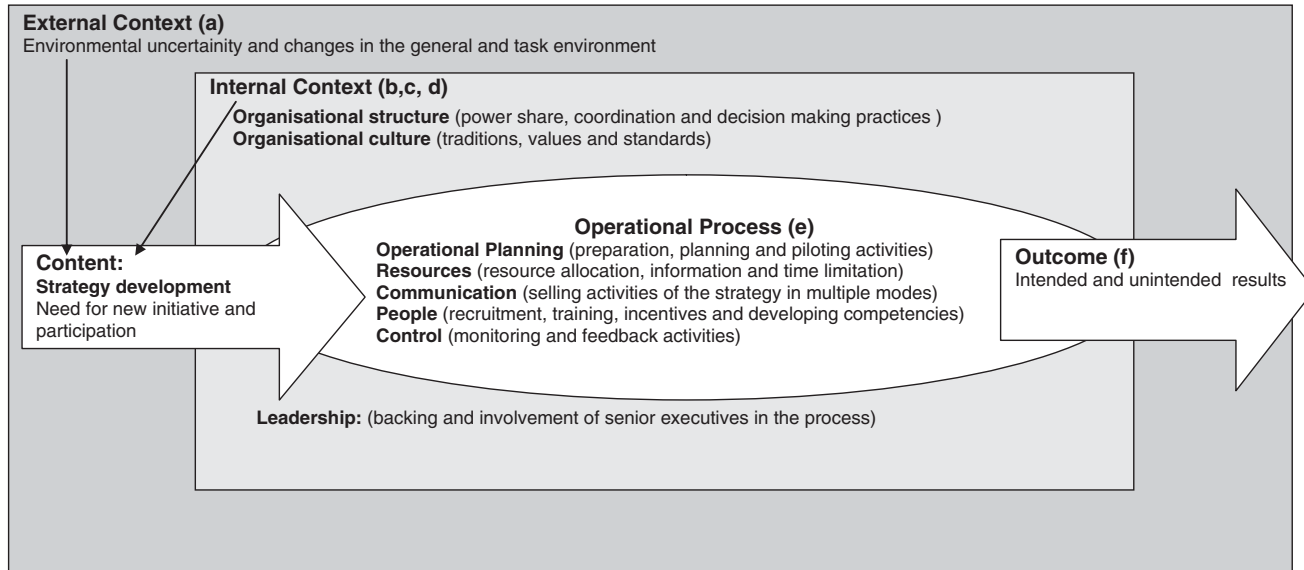 External Context (a)
Environmental uncertainity and changes in the general and task environment
Internal Context (b,c, d)
Organisational structure (power share, coordination and decision making practices )
Organisational culture (traditions, values and standards)
Content:
Strategy development
Need for new initiative and
participation
Operational Process (e)
Operational Planning (preparation, planning and piloting activities)
Resources (resource allocation, information and time limitation)
Communication (selling activities of the strategy in multiple modes)
People (recruitment, training, incentives and developing competencies)
Control (monitoring and feedback activities)
Outcome (f)
Intended and unintended results
Leadership: (backing and involvement of senior executives in the process)